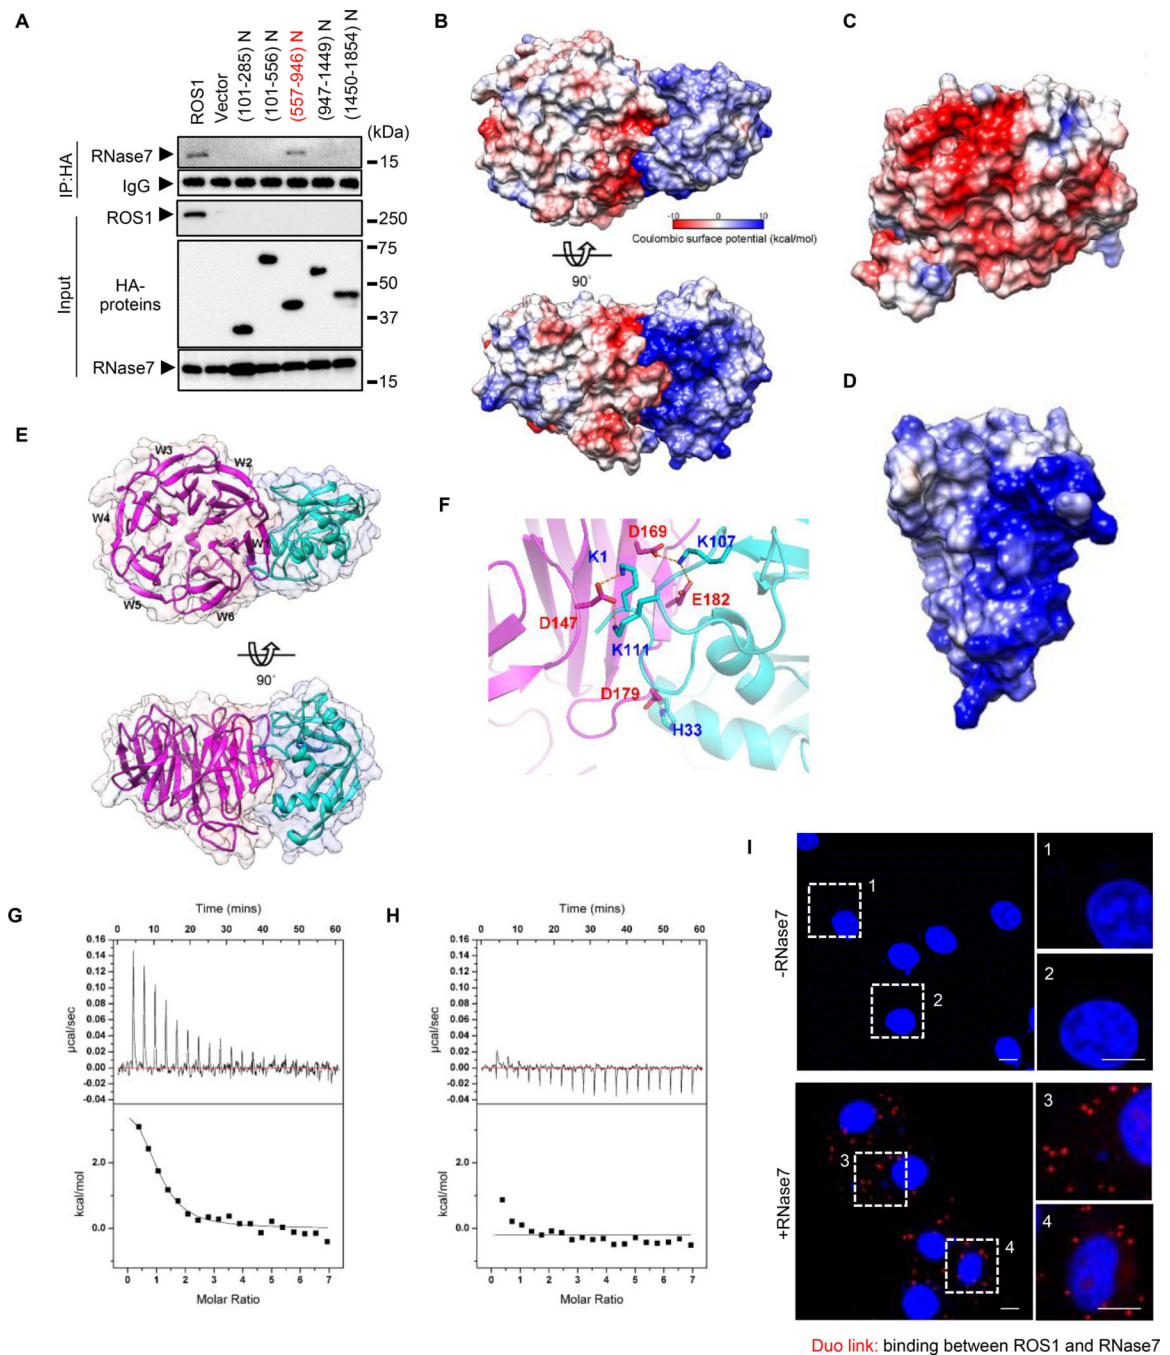 A
ROS1
Vector
(101-285) N
(101-556) N
(557-946) N
(947-1449) N
(1450-1854) N
(kDa)
IP:HA
RNase7
15
IgG
Input
ROS1
250
HA-
proteins
75
50
37
RNase7
15
B
-10 0 10
Coulombic surface potential (kcal/mol)
90°
C
D
E
W3
W2
W4
W1
W5
W6
90°
F
D169
K107
K1
E182
D147
K111
D179
H33
G
Time (mins)
0 10 20 30 40 50 60
0.16
0.14
0.12
0.10
0.08
0.06
0.04
0.02
0.00
-0.02
-0.04
µcal/sec
2.0
0.0
kcal/mol
0 1 2 3 4 5 6 7
Molar Ratio
H
Time (mins)
0 10 20 30 40 50 60
0.16
0.14
0.12
0.10
0.08
0.06
0.04
0.02
0.00
-0.02
-0.04
µcal/sec
2.0
0.0
kcal/mol
0 1 2 3 4 5 6 7
Molar Ratio
I
-RNase7
1
2
1
2
+RNase7
3
4
3
4
Duo link: binding between ROS1 and RNase7